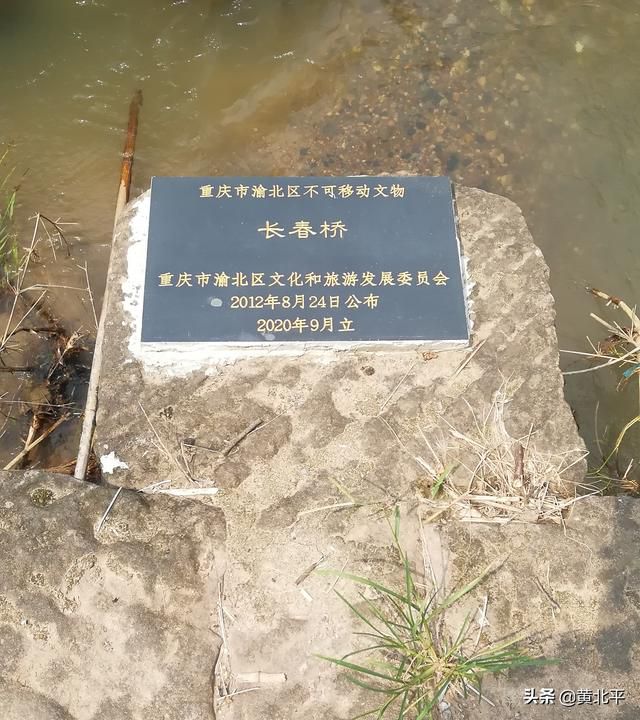 重庆市渝北区不可移动文物
长春桥
重庆市渝北区文化和旅游发展委员会
2012年8月24日公布
2020年9月立
头条 @黄北平